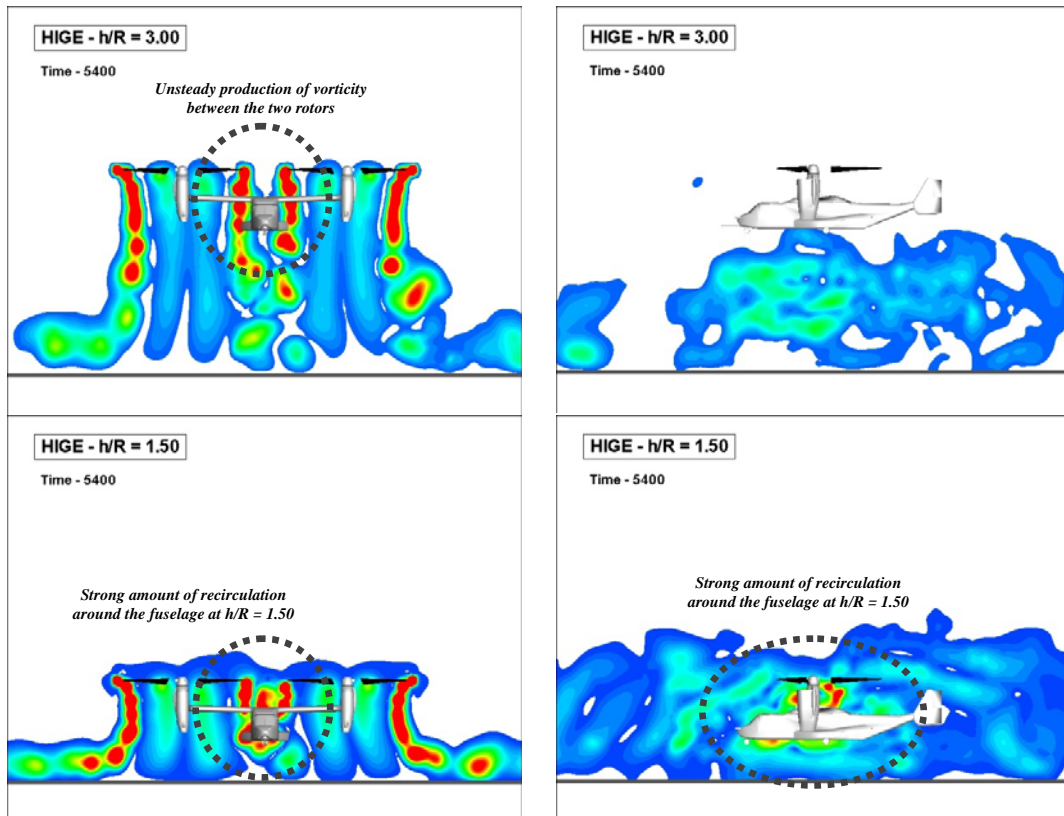 HIGE - h/R = 3.00
Time - 5400
Unsteady production of vorticity
between the two rotors
HIGE - h/R = 3.00
Time - 5400
HIGE - h/R = 1.50
Time - 5400
Strong amount of recirculation
around the fuselage at h/R = 1.50
HIGE - h/R = 1.50
Time - 5400
Strong amount of recirculation
around the fuselage at h/R = 1.50